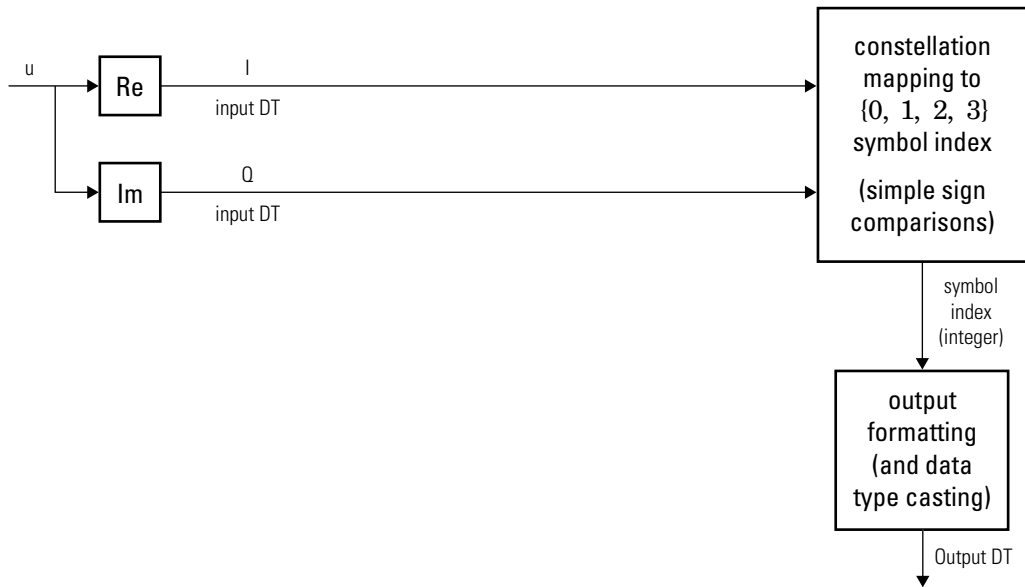 u
Re
I
input DT
Im
Q
input DT
constellation
mapping to
{0, 1, 2, 3}
symbol index
(simple sign
comparisons)
symbol
index
(integer)
output
formatting
(and data
type casting)
Output DT